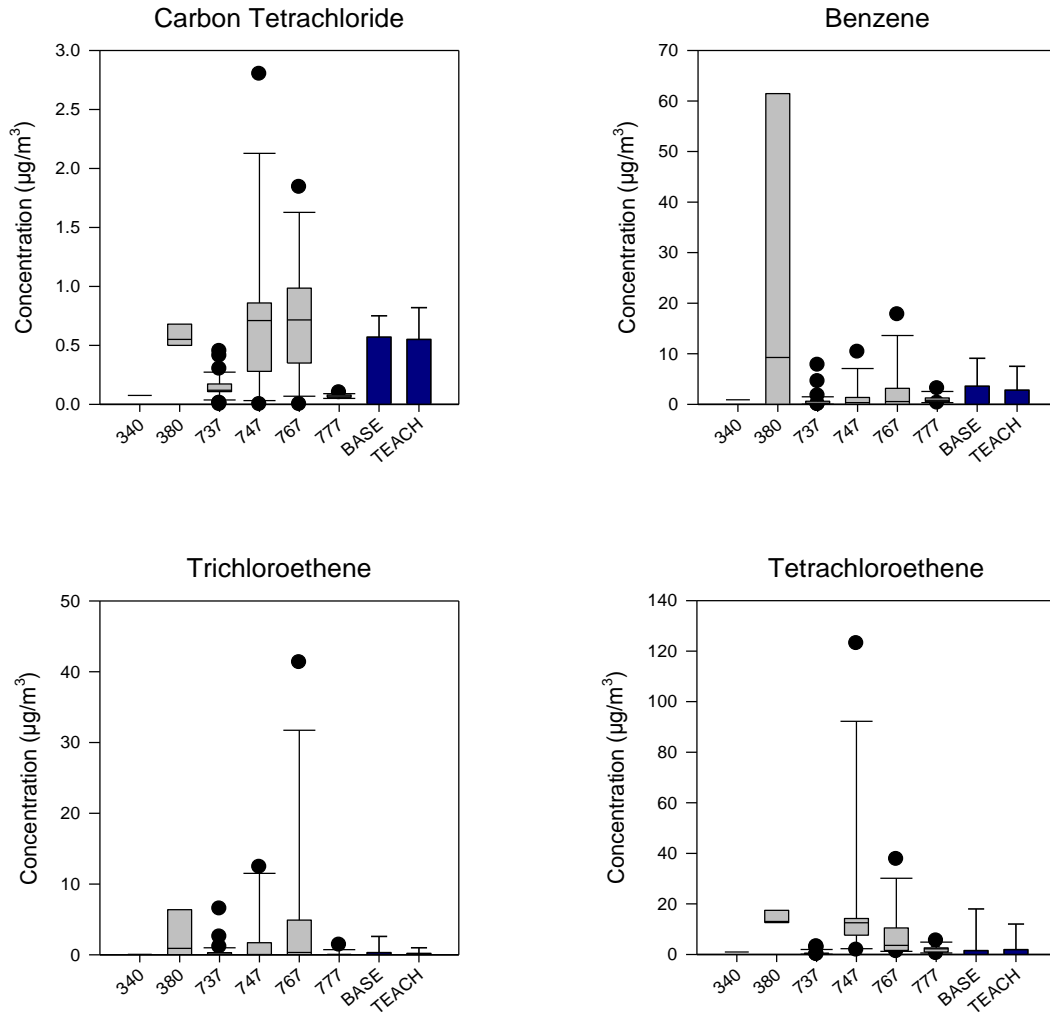 Carbon Tetrachloride
Concentration (µg/m³)
3.0
2.5
2.0
1.5
1.0
0.5
0.0
340 380 737 747 767 777 BASE TEACH
Benzene
Concentration (µg/m³)
70
60
50
40
30
20
10
0
340 380 737 747 767 777 BASE TEACH
Trichloroethene
Concentration (µg/m³)
50
40
30
20
10
0
340 380 737 747 767 777 BASE TEACH
Tetrachloroethene
Concentration (µg/m³)
140
120
100
80
60
40
20
0
340 380 737 747 767 777 BASE TEACH